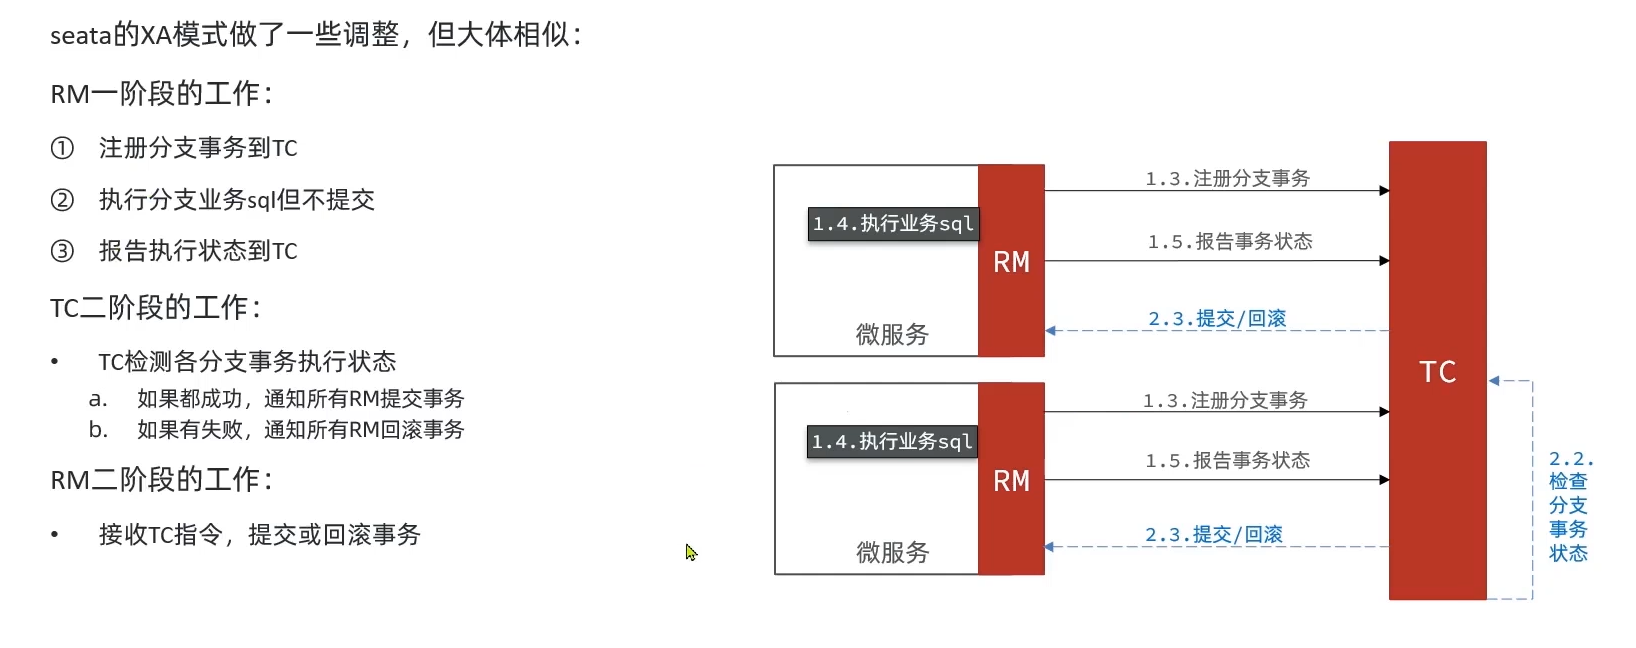 seata的XA模式做了一些调整，但大体相似：
RM一阶段的工作：
① 注册分支事务到TC
② 执行分支业务sql但不提交
③ 报告执行状态到TC
TC二阶段的工作：
• TC检测各分支事务执行状态
a. 如果都成功，通知所有RM提交事务
b. 如果有失败，通知所有RM回滚事务
RM二阶段的工作：
• 接收TC指令，提交或回滚事务
1.4.执行业务sql
微服务
RM
1.3.注册分支事务
1.5.报告事务状态
2.3.提交/回滚
1.4.执行业务sql
微服务
RM
1.3.注册分支事务
1.5.报告事务状态
2.3.提交/回滚
TC
2.2.
检查
分支
事务
状态